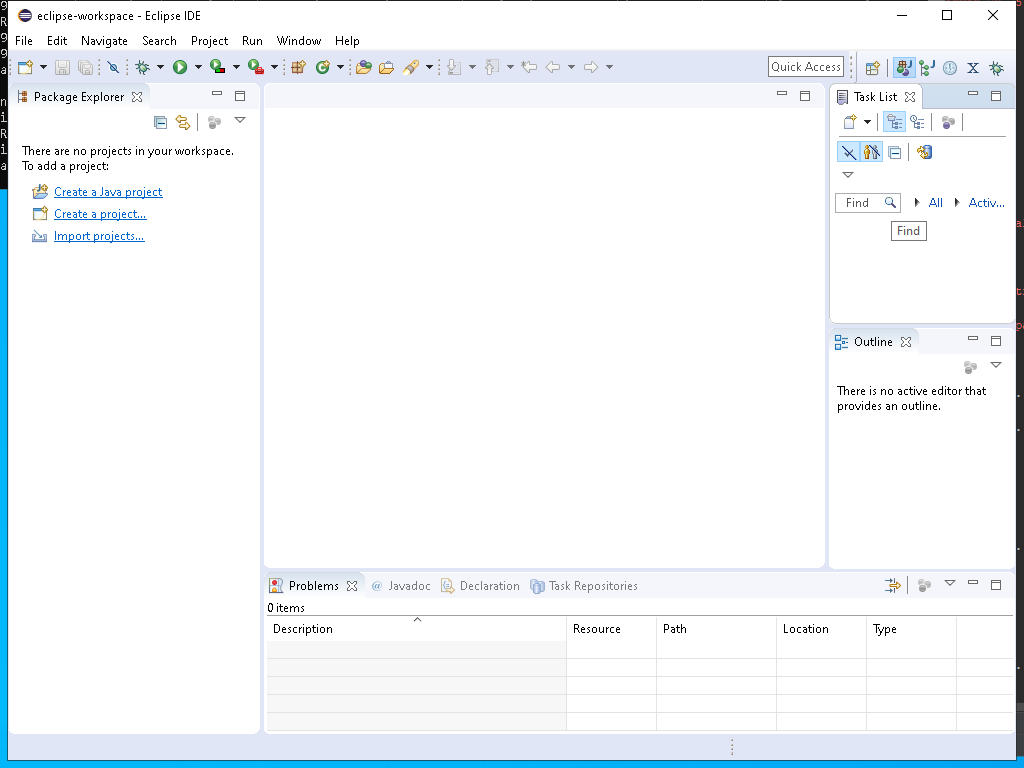 eclipse-workspace - Eclipse IDE
File Edit Navigate Search Project Run Window Help
Quick Access
Package Explorer
There are no projects in your workspace.
To add a project:
Create a Java project
Create a project...
Import projects...
Task List
Find All Activ...
Find
Outline
There is no active editor that
provides an outline.
Problems @ Javadoc Declaration Task Repositories
0 items
Description Resource Path Location Type